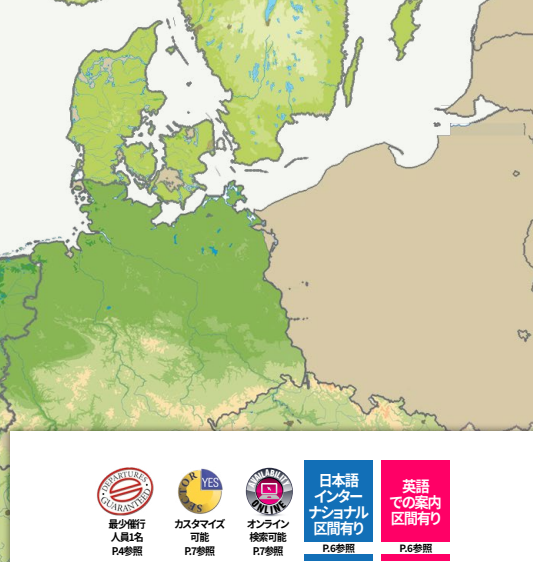 DEPARTURES
GUARANTEED
最少催行
人員1名
P.4参照
YES
カスタマイズ
可能
P.7参照
AVAILABILITY
ONLINE
オンライン
検索可能
P.7参照
日本語
インター
ナショナル
区間有り
P.6参照
英語
での案内
区間有り
P.6参照